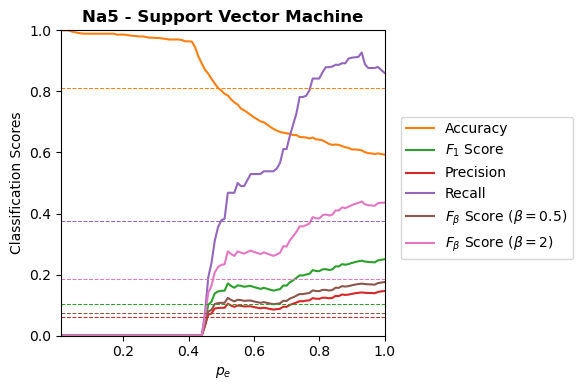 Na5 - Support Vector Machine
Classification Scores
1.0
0.8
0.6
0.4
0.2
0.0
0.2
0.4
0.6
0.8
1.0
pₑ
Accuracy
F₁ Score
Precision
Recall
Fᵦ Score (β = 0.5)
Fᵦ Score (β = 2)